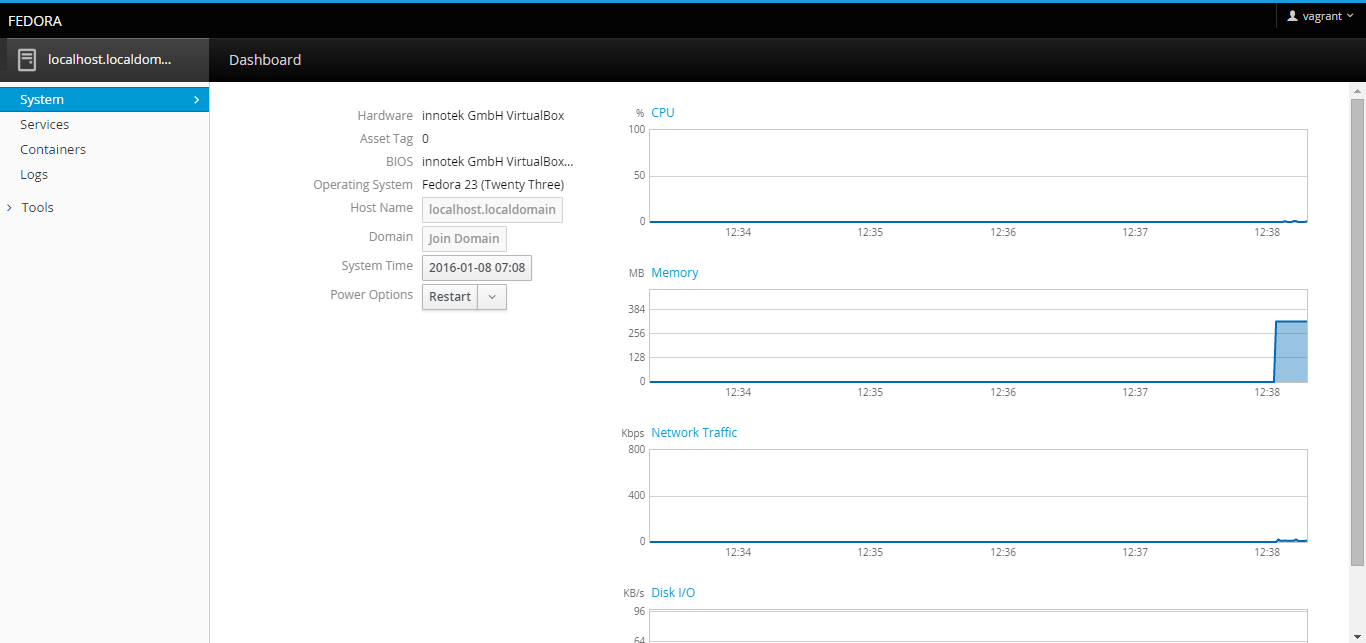 FEDORA
vagrant
localhost.localdom...
Dashboard
System
Services
Containers
Logs
Tools
Hardware innotek GmbH VirtualBox
Asset Tag 0
BIOS innotek GmbH VirtualBox...
Operating System Fedora 23 (Twenty Three)
Host Name localhost.localdomain
Domain Join Domain
System Time 2016-01-08 07:08
Power Options Restart
% CPU
100
50
0
12:34 12:35 12:36 12:37 12:38
MB Memory
384
256
128
0
12:34 12:35 12:36 12:37 12:38
Kbps Network Traffic
800
400
0
12:34 12:35 12:36 12:37 12:38
KB/s Disk I/O
96
64